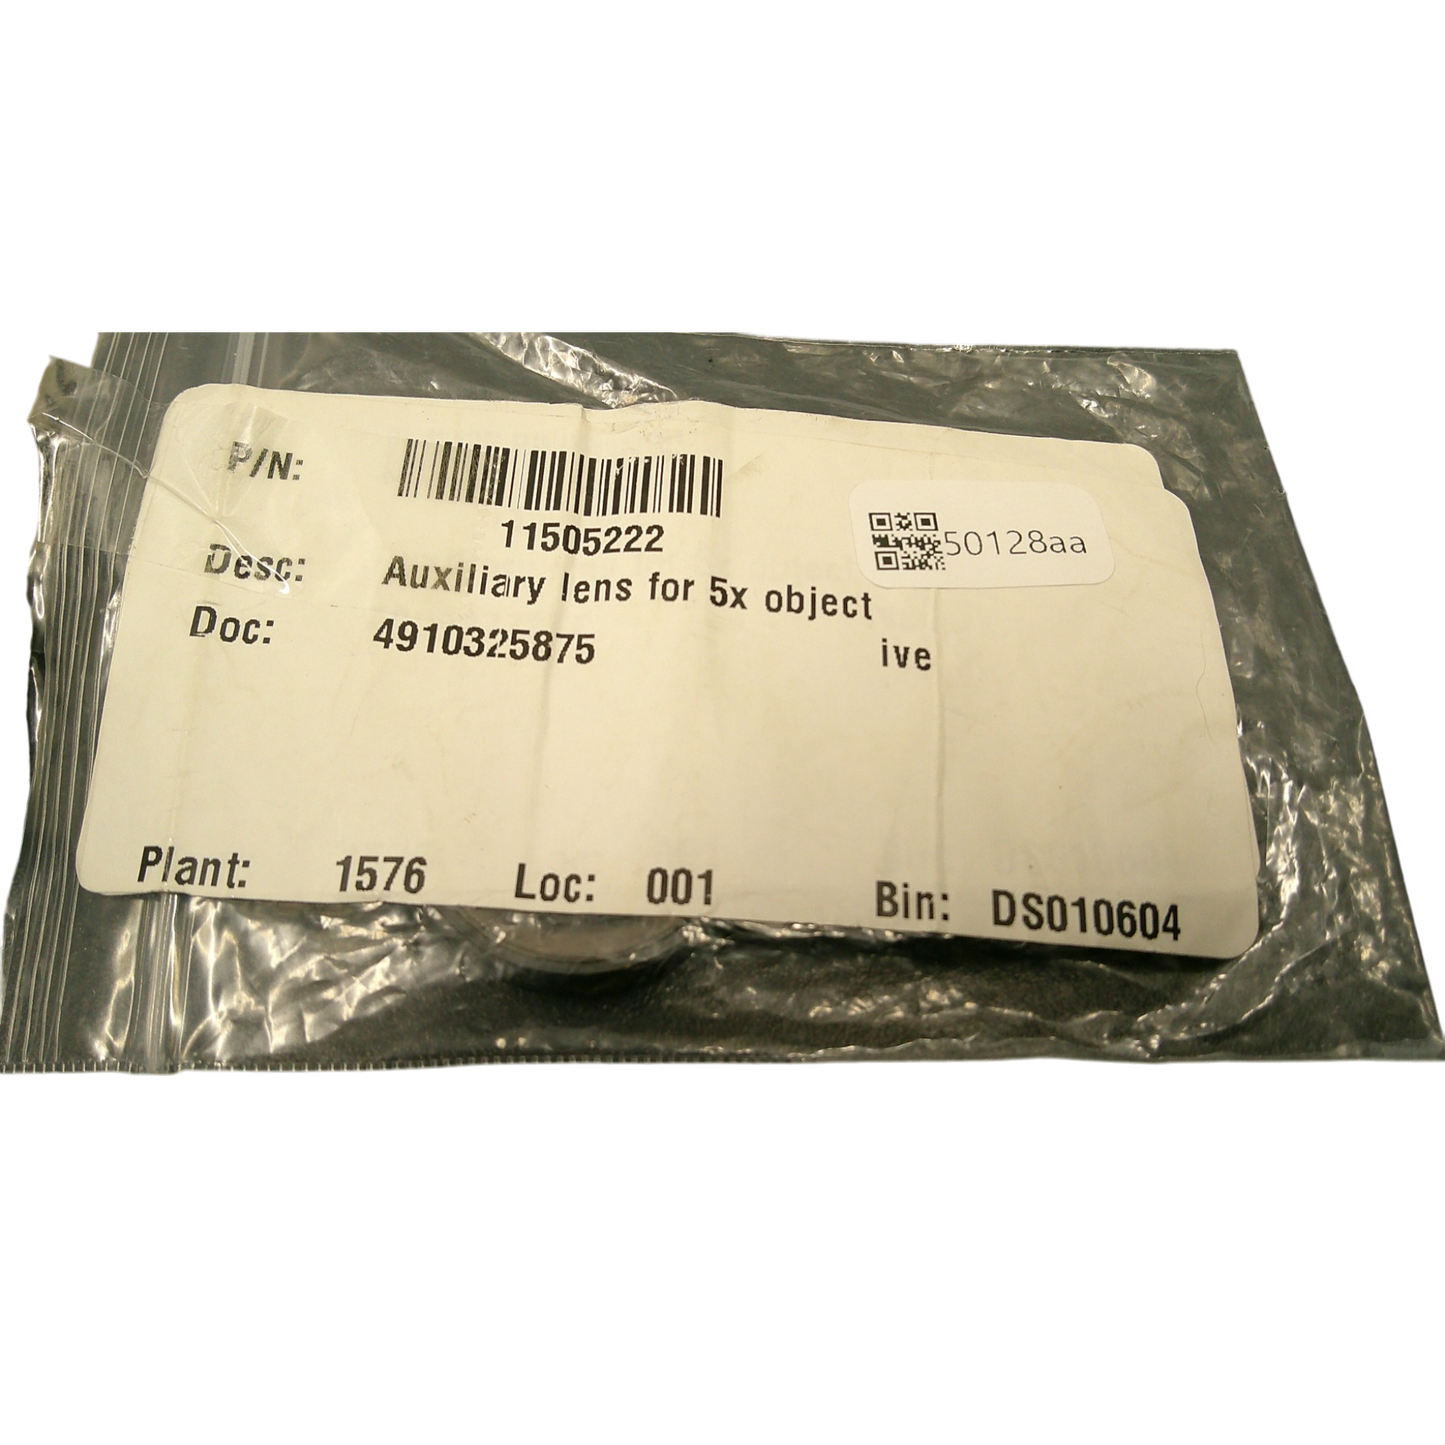 P/N:
11505222
50128aa
Desc: Auxiliary lens for 5x object
ive
Doc: 4910325875
Plant: 1576 Loc: 001 Bin: DS010604